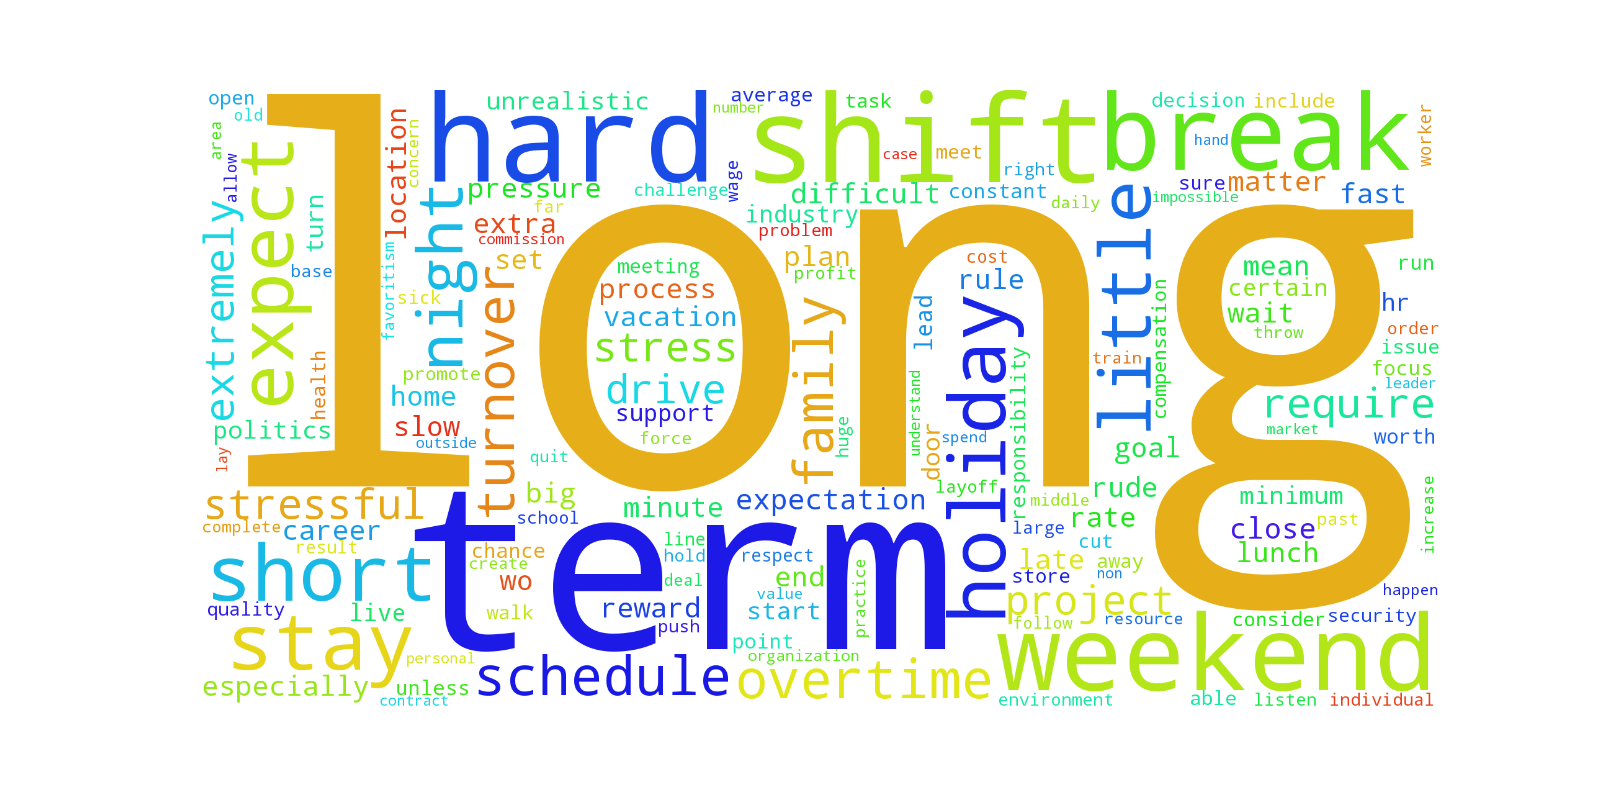 long
term
hard
shift
break
weekend
holiday
little
expect
night
short
stay
schedule
overtime
turnover
family
stressful
stress
drive
project
require
extremely
open
old
area
allow
location
concern
unrealistic
number
average
task
decision
include
worker
case
meet
hand
right
wage
challenge
pressure
difficult
constant
daily
impossible
sure
matter
fast
far
extra
commission
industry
problem
turn
base
favoritism
sick
set
plan
profit
cost
rule
mean
certain
wait
throw
run
hr
order
issue
focus
leader
meeting
process
vacation
support
force
lead
train
compensation
responsibility
understand
huge
health
promote
home
slow
outside
politics
lay
quit
door
spend
layoff
middle
goal
rude
market
worth
minimum
close
past
lunch
increase
big
minute
expectation
school
complete
career
result
chance
create
wo
line
hold
deal
respect
value
end
start
practice
large
late
rate
cut
away
non
store
happen
quality
live
walk
reward
push
point
organization
follow
resource
consider
security
personal
especially
unless
contract
environment
able
listen
individual